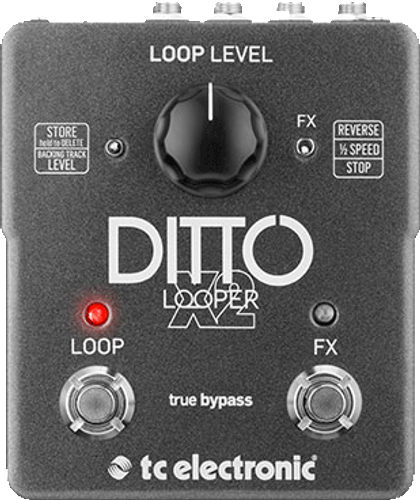 LOOP LEVEL
STORE
hold to DELETE
BACKING TRACK
LEVEL
FX
REVERSE
½ SPEED
STOP
DITTO
LOOPER
X2
LOOP
FX
true bypass
tc electronic